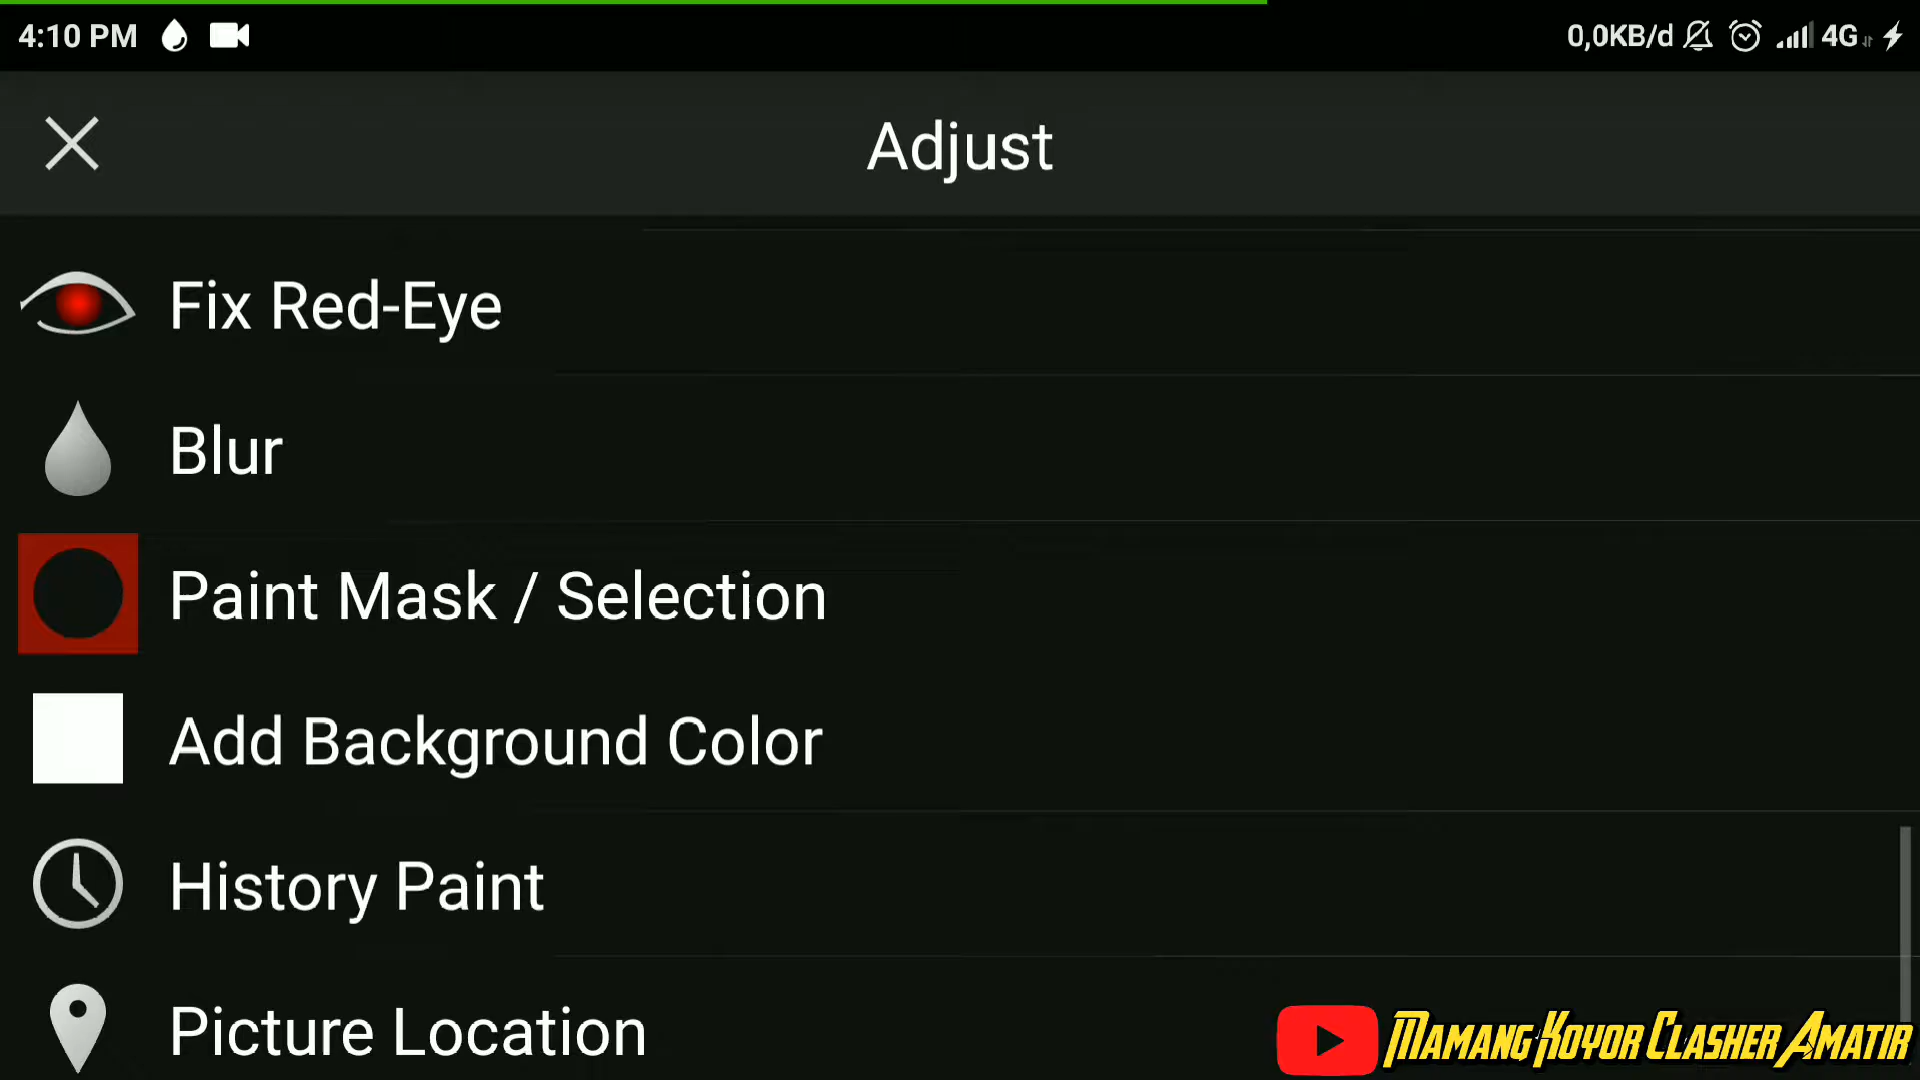 4:10 PM
0,0KB/d
4G
Adjust
Fix Red-Eye
Blur
Paint Mask / Selection
Add Background Color
History Paint
Picture Location
Mamang Koyor Clasher Amatir